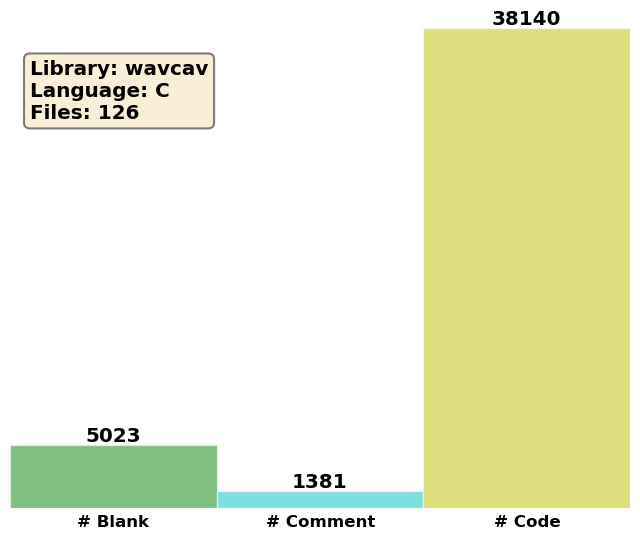 38140
Library: wavcav
Language: C
Files: 126
5023
1381
# Blank
# Comment
# Code